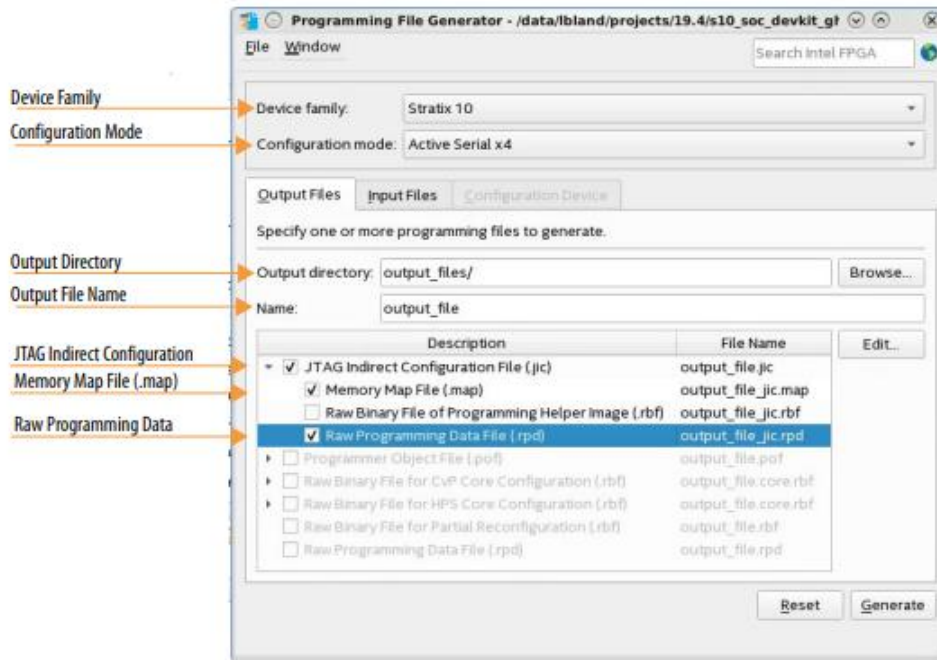 Programming File Generator - /data/lbland/projects/19.4/s10_soc_devkit_gh
File Window
Search Intel FPGA
Device Family
Device family: Stratix 10
Configuration Mode
Configuration mode: Active Serial x4
Output Files Input Files Configuration Device
Specify one or more programming files to generate.
Output Directory
Output directory: output_files/ Browse...
Output File Name
Name: output_file
Description File Name Edit...
JTAG Indirect Configuration
JTAG Indirect Configuration File (.jic) output_file.jic
Memory Map File (.map)
Memory Map File (.map) output_file_jic.map
Raw Binary File of Programming Helper Image (.rbf) output_file_jic.rbf
Raw Programming Data
Raw Programming Data File (.rpd) output_file_jic.rpd
Programmer Object File (.pof) output_file.pof
Raw Binary File for CvP Core Configuration (.rbf) output_file.core.rbf
Raw Binary File for HPS Core Configuration (.rbf) output_file.core.rbf
Raw Binary File for Partial Reconfiguration (.rbf) output_file.rbf
Raw Programming Data File (.rpd) output_file.rpd
Reset Generate